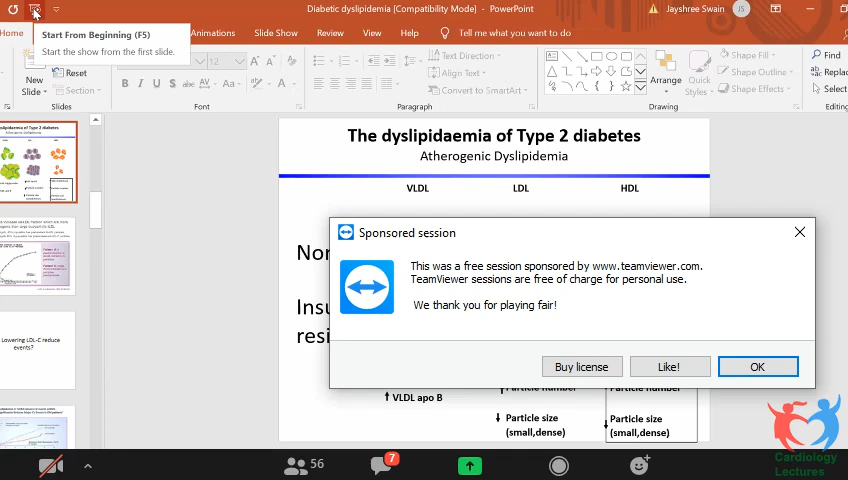 Diabetic dyslipidemia [Compatibility Mode] - PowerPoint
Jayshree Swain
JS
Home
Animations
Slide Show
Review
View
Help
Tell me what you want to do
Start From Beginning (F5)
Start the show from the first slide.
New
Slide
Reset
Section
Slides
12
Font
Text Direction
Align Text
Convert to SmartArt
Paragraph
Arrange
Quick
Styles
Shape Fill
Shape Outline
Shape Effects
Drawing
Find
Replace
Select
The dyslipidaemia of Type 2 diabetes
Atherogenic Dyslipidemia
VLDL
LDL
HDL
Lowering LDL-C reduce
events?
Sponsored session
This was a free session sponsored by www.teamviewer.com.
TeamViewer sessions are free of charge for personal use.
We thank you for playing fair!
Buy license
Like!
OK
VLDL apo B
Particle number
Particle number
Particle size
(small,dense)
Particle size
(small,dense)
56
7
Cardiology
Lectures